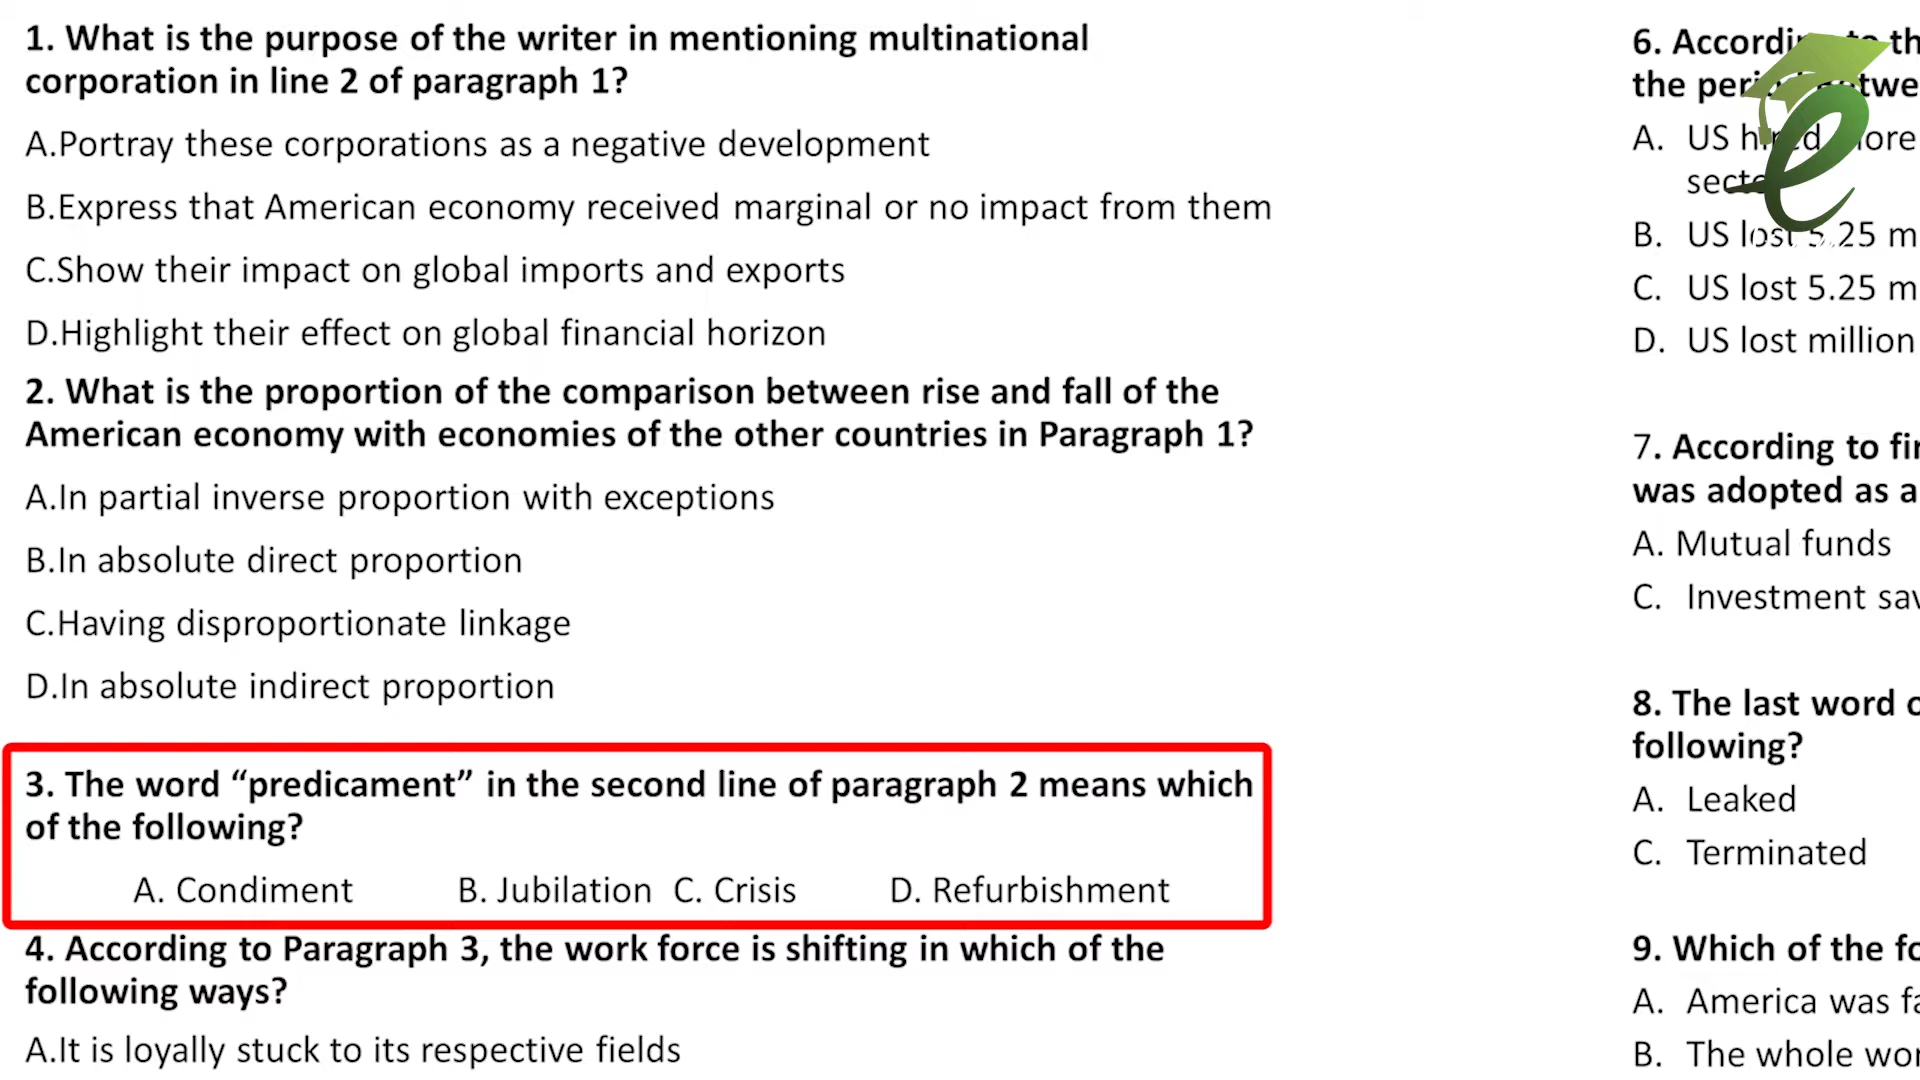 1. What is the purpose of the writer in mentioning multinational
corporation in line 2 of paragraph 1?
A.Portray these corporations as a negative development
B.Express that American economy received marginal or no impact from them
C.Show their impact on global imports and exports
D.Highlight their effect on global financial horizon
2. What is the proportion of the comparison between rise and fall of the
American economy with economies of the other countries in Paragraph 1?
A.In partial inverse proportion with exceptions
B.In absolute direct proportion
C.Having disproportionate linkage
D.In absolute indirect proportion
3. The word “predicament” in the second line of paragraph 2 means which
of the following?
A. Condiment B. Jubilation C. Crisis D. Refurbishment
4. According to Paragraph 3, the work force is shifting in which of the
following ways?
A.It is loyally stuck to its respective fields
6. According to th
the period betwe
A. US hired more
B. US lost 5.25 m
C. US lost 5.25 m
D. US lost million
7. According to fir
was adopted as a
A. Mutual funds
C. Investment sav
8. The last word o
following?
A. Leaked
C. Terminated
9. Which of the fo
A. America was fa
B. The whole wor